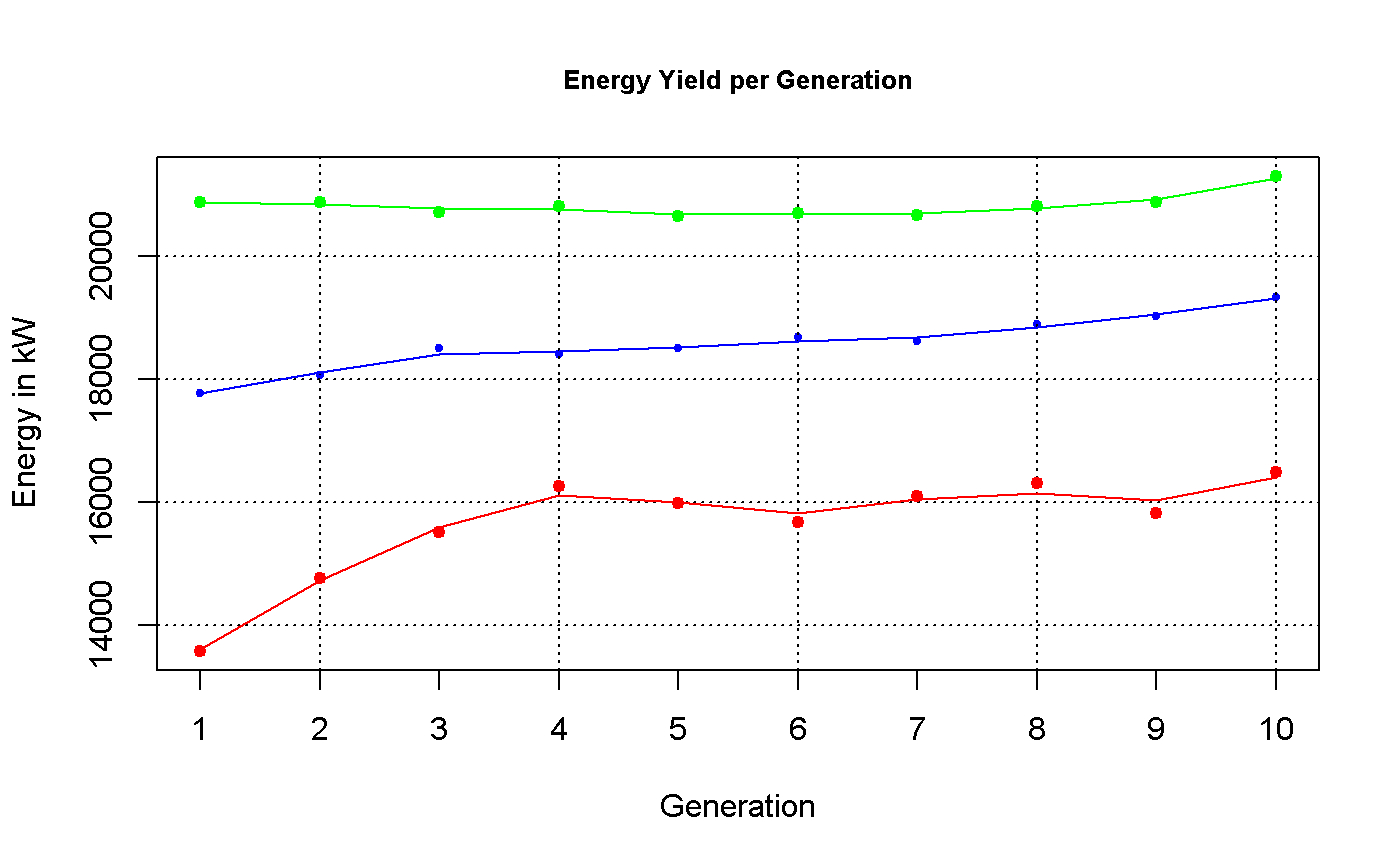 Energy Yield per Generation
Energy in kW
20000
18000
16000
14000
1 2 3 4 5 6 7 8 9 10
Generation